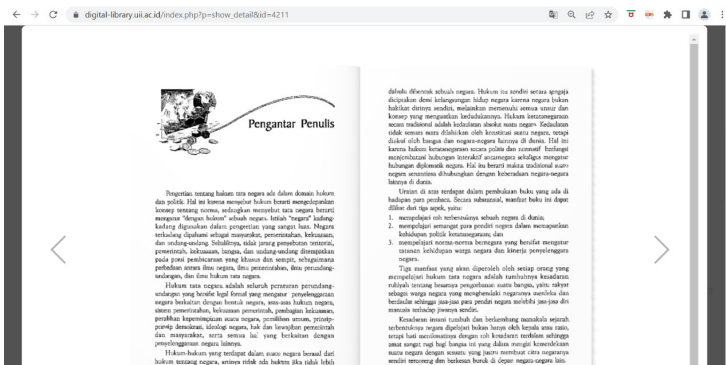 digital-library.uii.ac.id/index.php?p=show_detail&id=4211
Pengantar Penulis
Pengertian tentang hukum tata negara ada dalam domain hukum
dan politik. Hal ini karena menyebut hukum berarti mengedepankan
konsep tentang norma, sedangkan menyebut tata negara berarti
mengatur "dengan hukum" sebuah negara. Istilah "negara" kadang-
kadang digunakan dalam pengertian yang sangat luas. Negara
terkadang dipahami sebagai masyarakat, pemerintahan, kekuasaan,
dan undang-undang. Sebaliknya, tidak jarang penyebutan teritorial,
pemerintah, kekuasaan, bangsa, dan undang-undang ditempatkan
pada posisi pembicaraan yang khusus dan sempit, sebagaimana
perbedaan antara ilmu negara, ilmu pemerintahan, ilmu perundang-
undangan, dan ilmu hukum tata negara.
Hukum tata negara adalah seluruh peraturan perundang-
undangan yang bersifat legal formal yang mengatur penyelenggaraan
negara berkaitan dengan bentuk negara, asas-asas hukum negara,
sistem pemerintahan, kekuasaan pemerintah, pembagian kekuasaan,
peralihan kepemimpinan suatu negara, pemilihan umum, prinsip-
prinsip demokrasi, ideologi negara, hak dan kewajiban pemerintah
dan masyarakat, serta semua hal yang berkaitan dengan
penyelenggaraan negara lainnya.
Hukum-hukum yang terdapat dalam suatu negara berasal dari
hukum tentang negara, artinya tidak ada hukum jika tidak lebih
dahulu dibentuk sebuah negara. Hukum itu sendiri secara sengaja
diciptakan demi kelangsungan hidup negara karena negara bukan
hakikat dirinya sendiri, melainkan memenuhi semua unsur dan
konsep yang menguatkan kedudukannya. Hukum ketatanegaraan
secara tradisional adalah kedaulatan absolut suatu negara. Kedaulatan
tidak semata mata dilahirkan oleh konstitusi suatu negara, tetapi
diakui oleh bangsa dan negara-negara lainnya di dunia. Hal ini
karena hukum ketatanegaraan secara politis dan normatif berfungsi
menjembatani hubungan interaktif antarnegara sekaligus mengatur
hubungan diplomatik negara. Hal itu berarti makna tradisional suatu
negara senantiasa dihubungkan dengan keberadaan negara-negara
lainnya di dunia.
Uraian di atas terdapat dalam pembukaan buku yang ada di
hadapan para pembaca. Secara substansial, manfaat buku ini dapat
dilihat dari tiga aspek, yaitu:
1. mempelajari roh terbentuknya sebuah negara di dunia;
2. mempelajari semangat para pendiri negara dalam memapankan
kehidupan politik ketatanegaraan; dan
3. mempelajari norma-norma bernegara yang bersifat mengatur
tatanan kehidupan warga negara dan kinerja penyelenggara
negara.
Tiga manfaat yang akan diperoleh oleh setiap orang yang
mempelajari hukum tata negara adalah tumbuhnya kesadaran
ruhiyah tentang besarnya pengorbanan suatu bangsa, yaitu rakyat
sebagai warga negara yang menghendaki negaranya merdeka dan
berdaulat sehingga jasa-jasa para pendiri negara melebihi jasa-jasa diri
manusia terhadap jiwanya sendiri.
Kesadaran insani tumbuh dan berkembang manakala sejarah
terbentuknya negara dipelajari bukan hanya oleh kepala atau rasio,
tetapi hati menikmatinya dengan roh kesadaran terdalam sehingga
amat sangat rugi bagi bangsa ini yang dalam mengisi kemerdekaan
suatu negara dengan sesuatu yang justru membuat citra negaranya
sendiri tercoreng dan berkesan buruk di depan negara-negara lain.